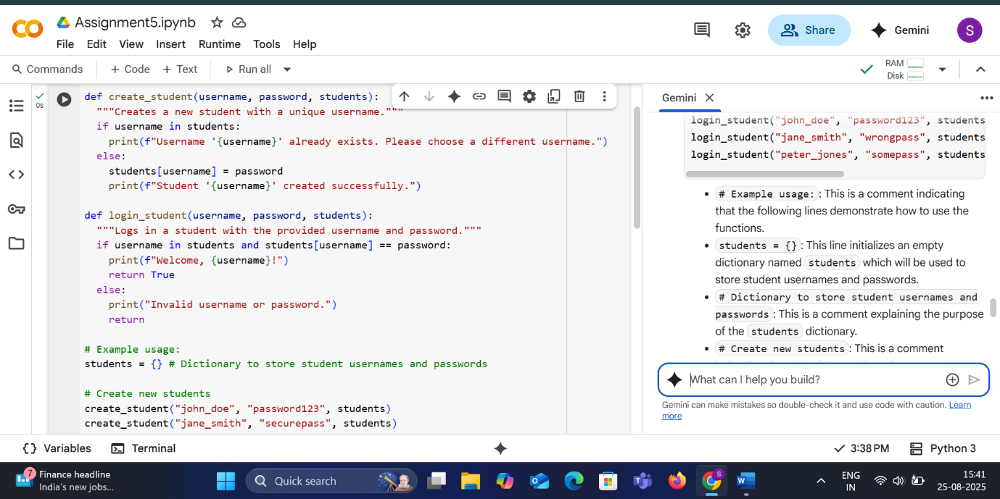 Assignment5.ipynb
File Edit View Insert Runtime Tools Help
Share
Gemini
S
Commands
+ Code + Text
Run all
RAM
Disk
0s
def create_student(username, password, students):
"""Creates a new student with a unique username."""
if username in students:
print(f"Username '{username}' already exists. Please choose a different username.")
else:
students[username] = password
print(f"Student '{username}' created successfully.")
def login_student(username, password, students):
"""Logs in a student with the provided username and password."""
if username in students and students[username] == password:
print(f"Welcome, {username}!")
return True
else:
print("Invalid username or password.")
return
# Example usage:
students = {} # Dictionary to store student usernames and passwords
# Create new students
create_student("john_doe", "password123", students)
create_student("jane_smith", "securepass", students)
Gemini
login_student("john_doe", "password123", students
login_student("jane_smith", "wrongpass", students
login_student("peter_jones", "somepass", students
• # Example usage: : This is a comment indicating
that the following lines demonstrate how to use the
functions.
• students = {} : This line initializes an empty
dictionary named students which will be used to
store student usernames and passwords.
• # Dictionary to store student usernames and
passwords : This is a comment explaining the purpose
of the students dictionary.
• # Create new students : This is a comment
What can I help you build?
Gemini can make mistakes so double-check it and use code with caution. Learn
more
Variables
Terminal
3:38 PM
Python 3
7
Finance headline
India's new jobs...
Quick search
ENG
IN
15:41
25-08-2025